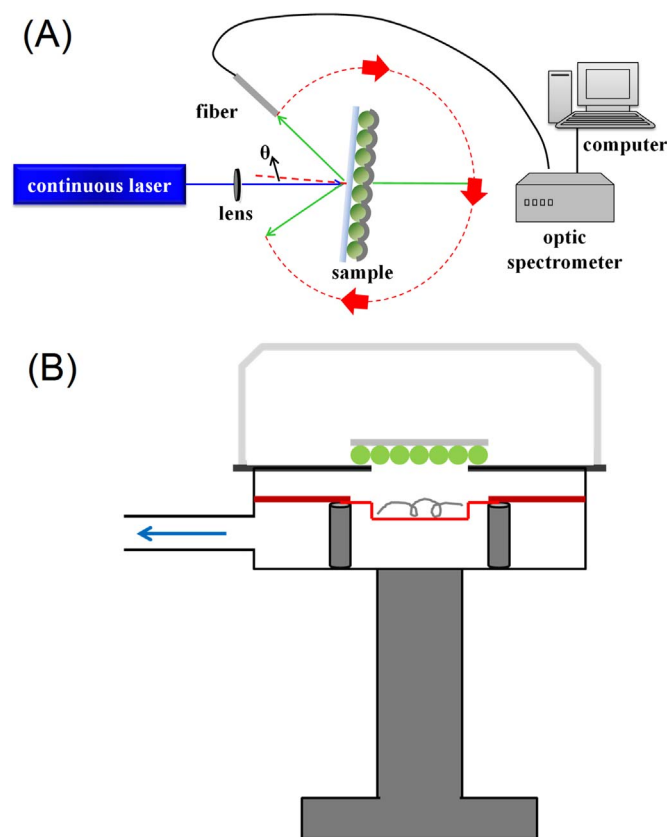 (A)
fiber
θ
continuous laser
lens
sample
computer
optic
spectrometer
(B)